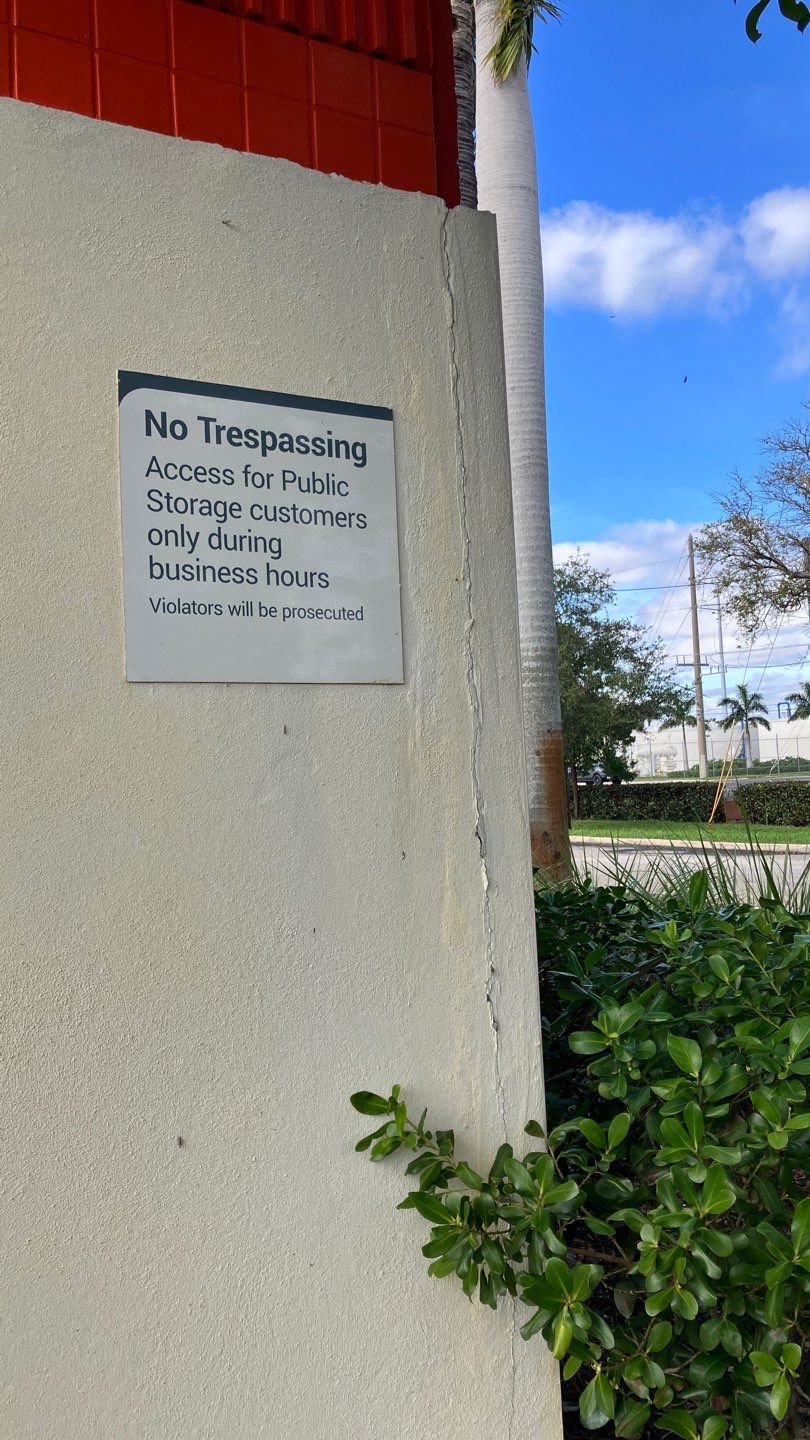 No Trespassing
Access for Public
Storage customers
only during
business hours
Violators will be prosecuted